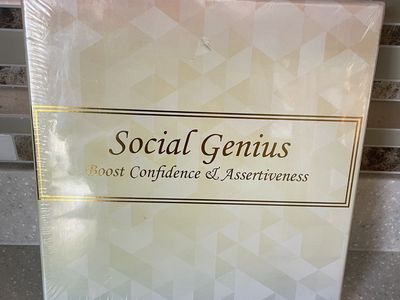 Social Genius
Boost Confidence & Assertiveness